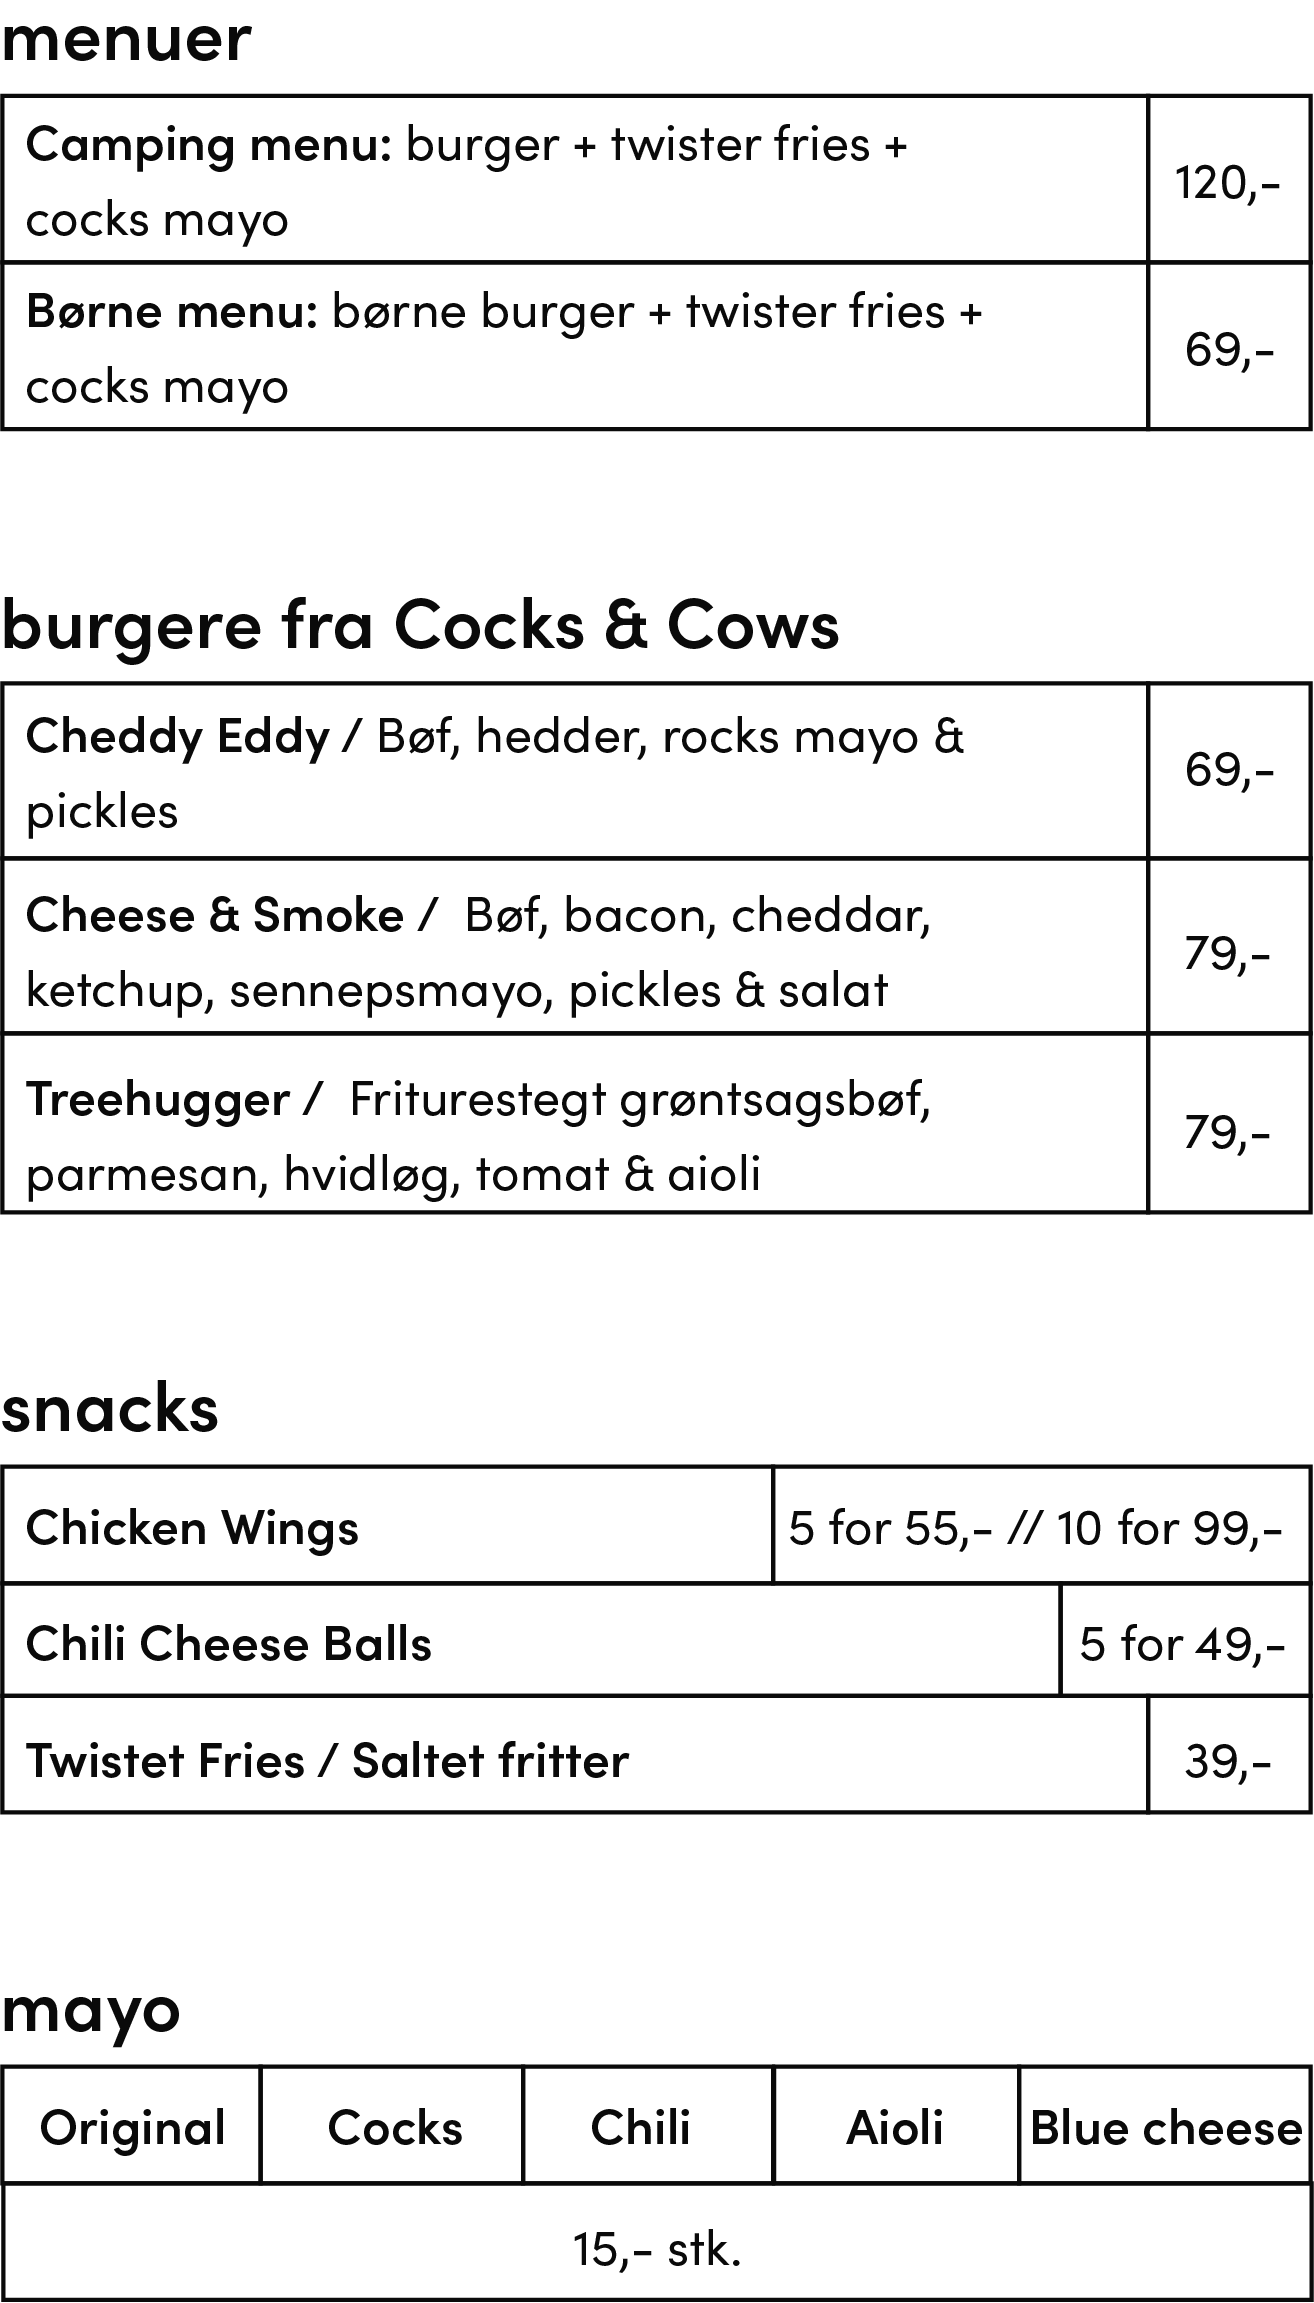 menuer
Camping menu: burger + twister fries +
cocks mayo
120,-
Børne menu: børne burger + twister fries +
cocks mayo
69,-
burgere fra Cocks & Cows
Cheddy Eddy / Bøf, hedder, rocks mayo &
pickles
69,-
Cheese & Smoke /  Bøf, bacon, cheddar,
ketchup, sennepsmayo, pickles & salat
79,-
Treehugger /  Friturestegt grøntsagsbøf,
parmesan, hvidløg, tomat & aioli
79,-
snacks
Chicken Wings 5 for 55,- // 10 for 99,-
Chili Cheese Balls 5 for 49,-
Twistet Fries / Saltet fritter 39,-
mayo
Original Cocks Chili Aioli Blue cheese
15,- stk.